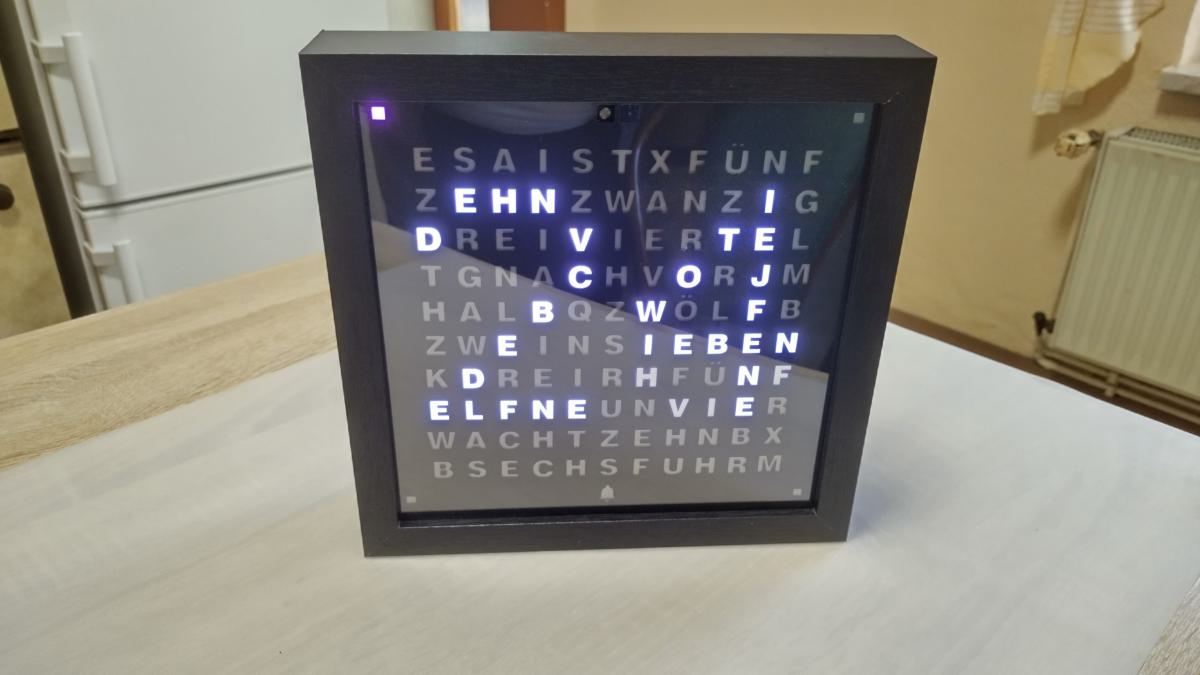 ESAISTXFÜNF
ZEHNZWANZIG
DREIVIERTEL
TGNACHVORJM
HALBQZWÖLFB
ZWEINSIEBEN
KDREIRHFÜNF
ELFNEUNVIER
WACHTZEHNBX
BSECHSFUHRM